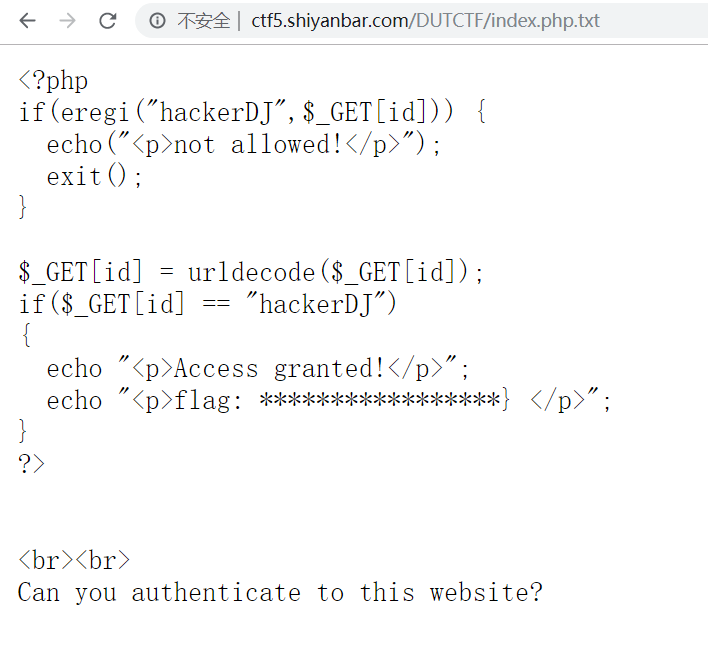 不安全 | ctf5.shiyanbar.com/DUTCTF/index.php.txt
<?php
if(eregi("hackerDJ",$_GET[id])) {
  echo("<p>not allowed!</p>");
  exit();
}
$_GET[id] = urldecode($_GET[id]);
if($_GET[id] == "hackerDJ")
{
  echo "<p>Access granted!</p>";
  echo "<p>flag: *****************} </p>";
}
?>
<br><br>
Can you authenticate to this website?